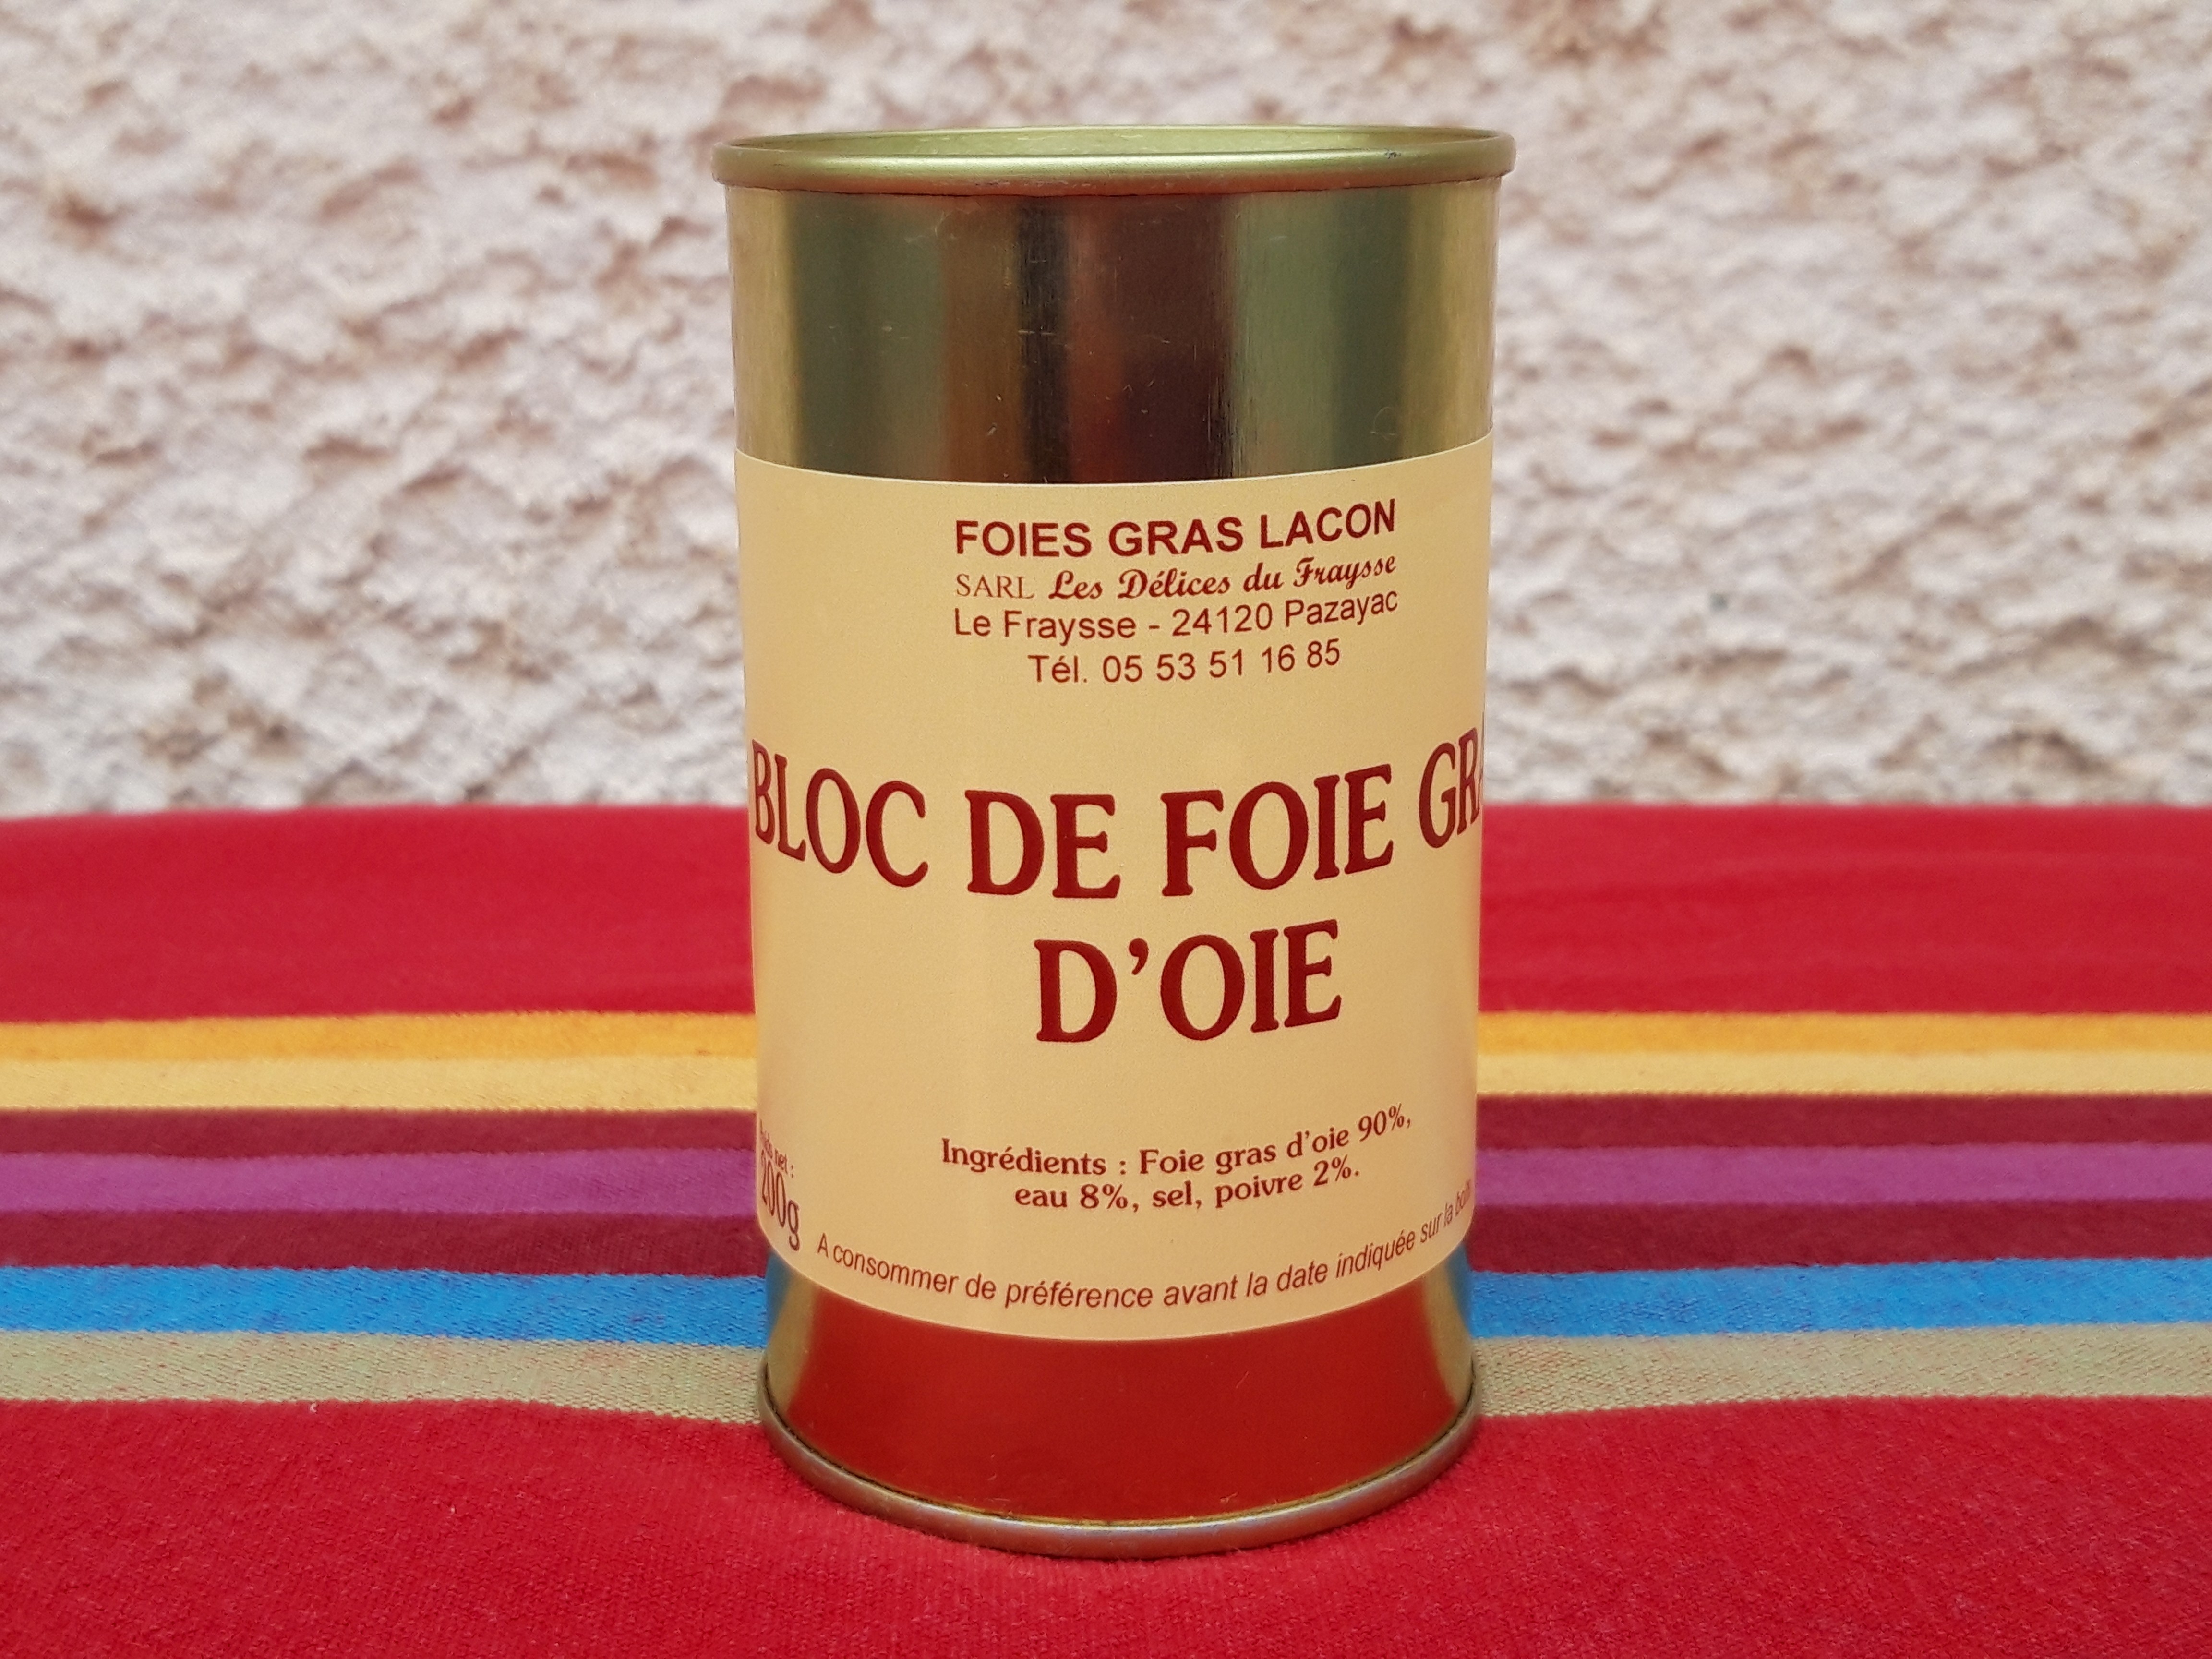 FOIES GRAS LACON
SARL Les Délices du Fraysse
Le Fraysse - 24120 Pazayac
Tél. 05 53 51 16 85
BLOC DE FOIE GRA
D'OIE
Ingrédients : Foie gras d'oie 90%,
eau 8%, sel, poivre 2%.
net :
200g
A consommer de préférence avant la date indiquée sur la